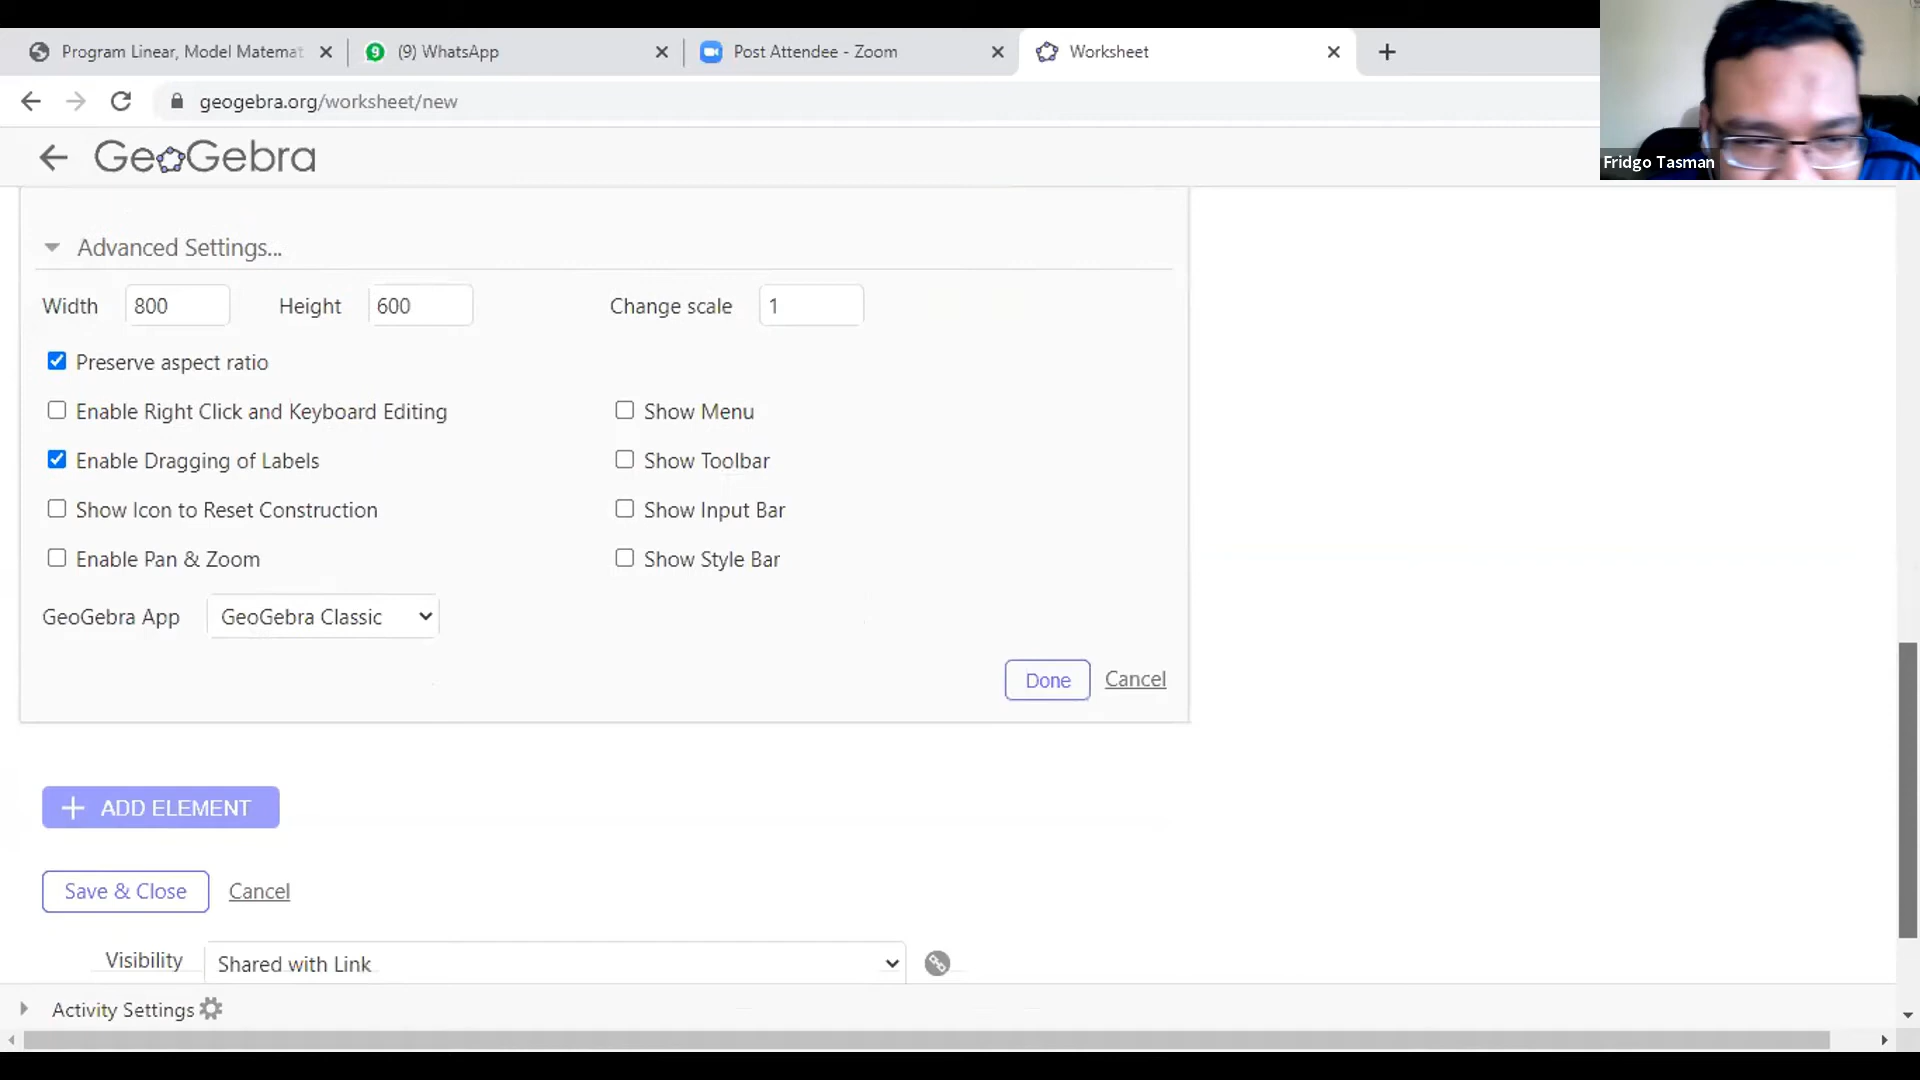 Program Linear, Model Matemat
9 (9) WhatsApp
Post Attendee - Zoom
Worksheet
geogebra.org/worksheet/new
GeoGebra
Fridgo Tasman
Advanced Settings...
Width 800 Height 600 Change scale 1
Preserve aspect ratio
Enable Right Click and Keyboard Editing Show Menu
Enable Dragging of Labels Show Toolbar
Show Icon to Reset Construction Show Input Bar
Enable Pan & Zoom Show Style Bar
GeoGebra App GeoGebra Classic
Done Cancel
+ ADD ELEMENT
Save & Close Cancel
Visibility Shared with Link
Activity Settings